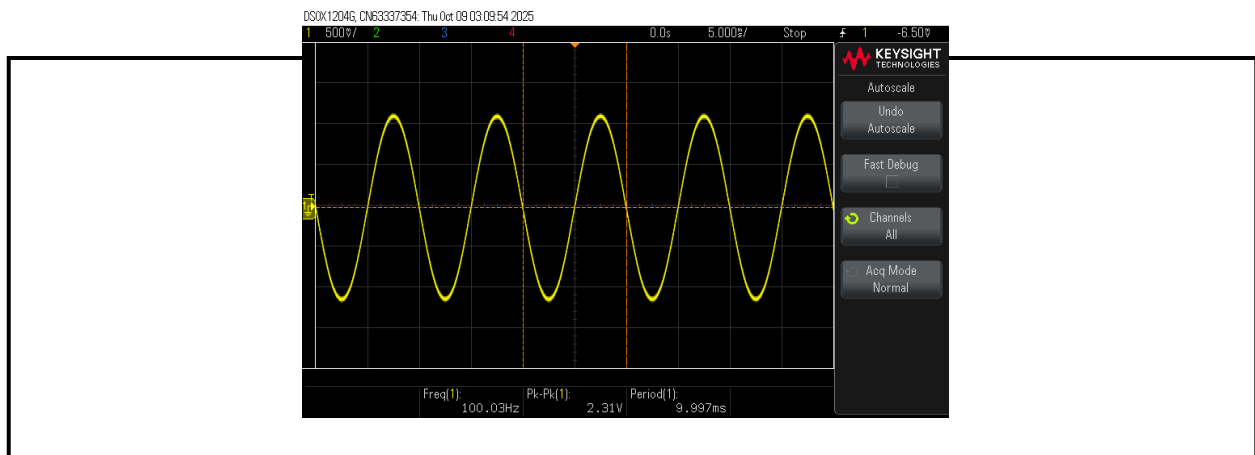 DSOX1204G, CN63337354: Thu Oct 09 03:09:54 2025
1 500mV/ 2 3 4 0.0s 5.000ms/ Stop 1 -6.50mV
KEYSIGHT
TECHNOLOGIES
Autoscale
Undo
Autoscale
Fast Debug
Channels
All
Acq Mode
Normal
Freq(1): Pk-Pk(1): Period(1):
100.03Hz 2.31V 9.997ms